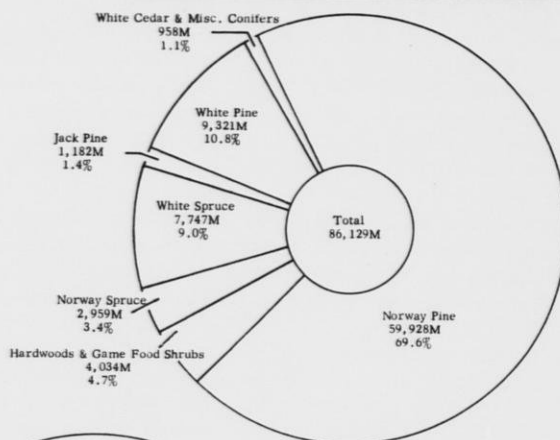 White Cedar & Misc. Conifers
958M
1.1%
White Pine
9,321M
10.8%
Jack Pine
1,182M
1.4%
White Spruce
7,747M
9.0%
Total
86,129M
Norway Spruce
2,959M
3.4%
Norway Pine
59,928M
69.6%
Hardwoods & Game Food Shrubs
4,034M
4.7%